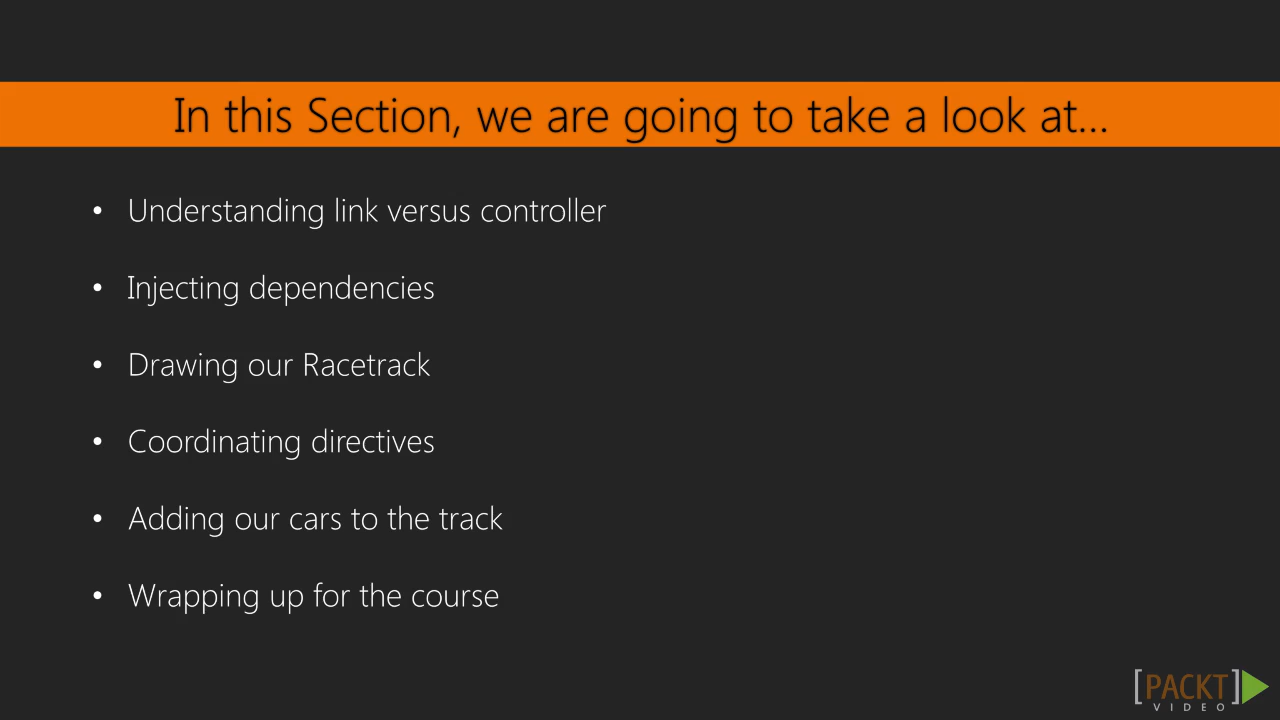 In this Section, we are going to take a look at...
• Understanding link versus controller
• Injecting dependencies
• Drawing our Racetrack
• Coordinating directives
• Adding our cars to the track
• Wrapping up for the course
[PACKT]
VIDEO